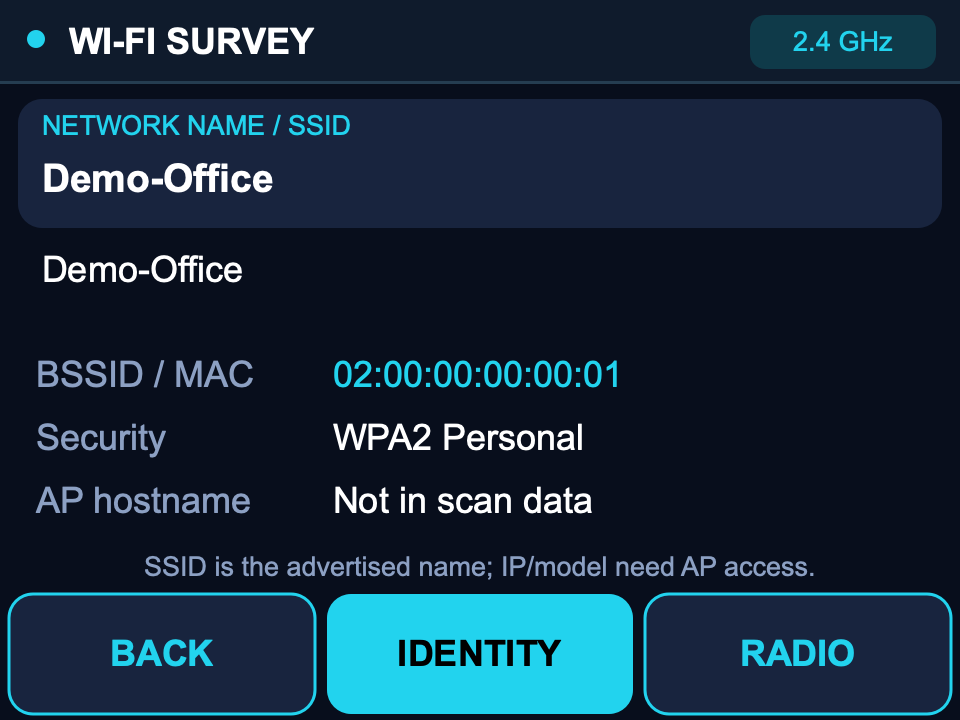 WI-FI SURVEY
2.4 GHz
NETWORK NAME / SSID
Demo-Office
Demo-Office
BSSID / MAC 02:00:00:00:00:01
Security WPA2 Personal
AP hostname Not in scan data
SSID is the advertised name; IP/model need AP access.
BACK IDENTITY RADIO